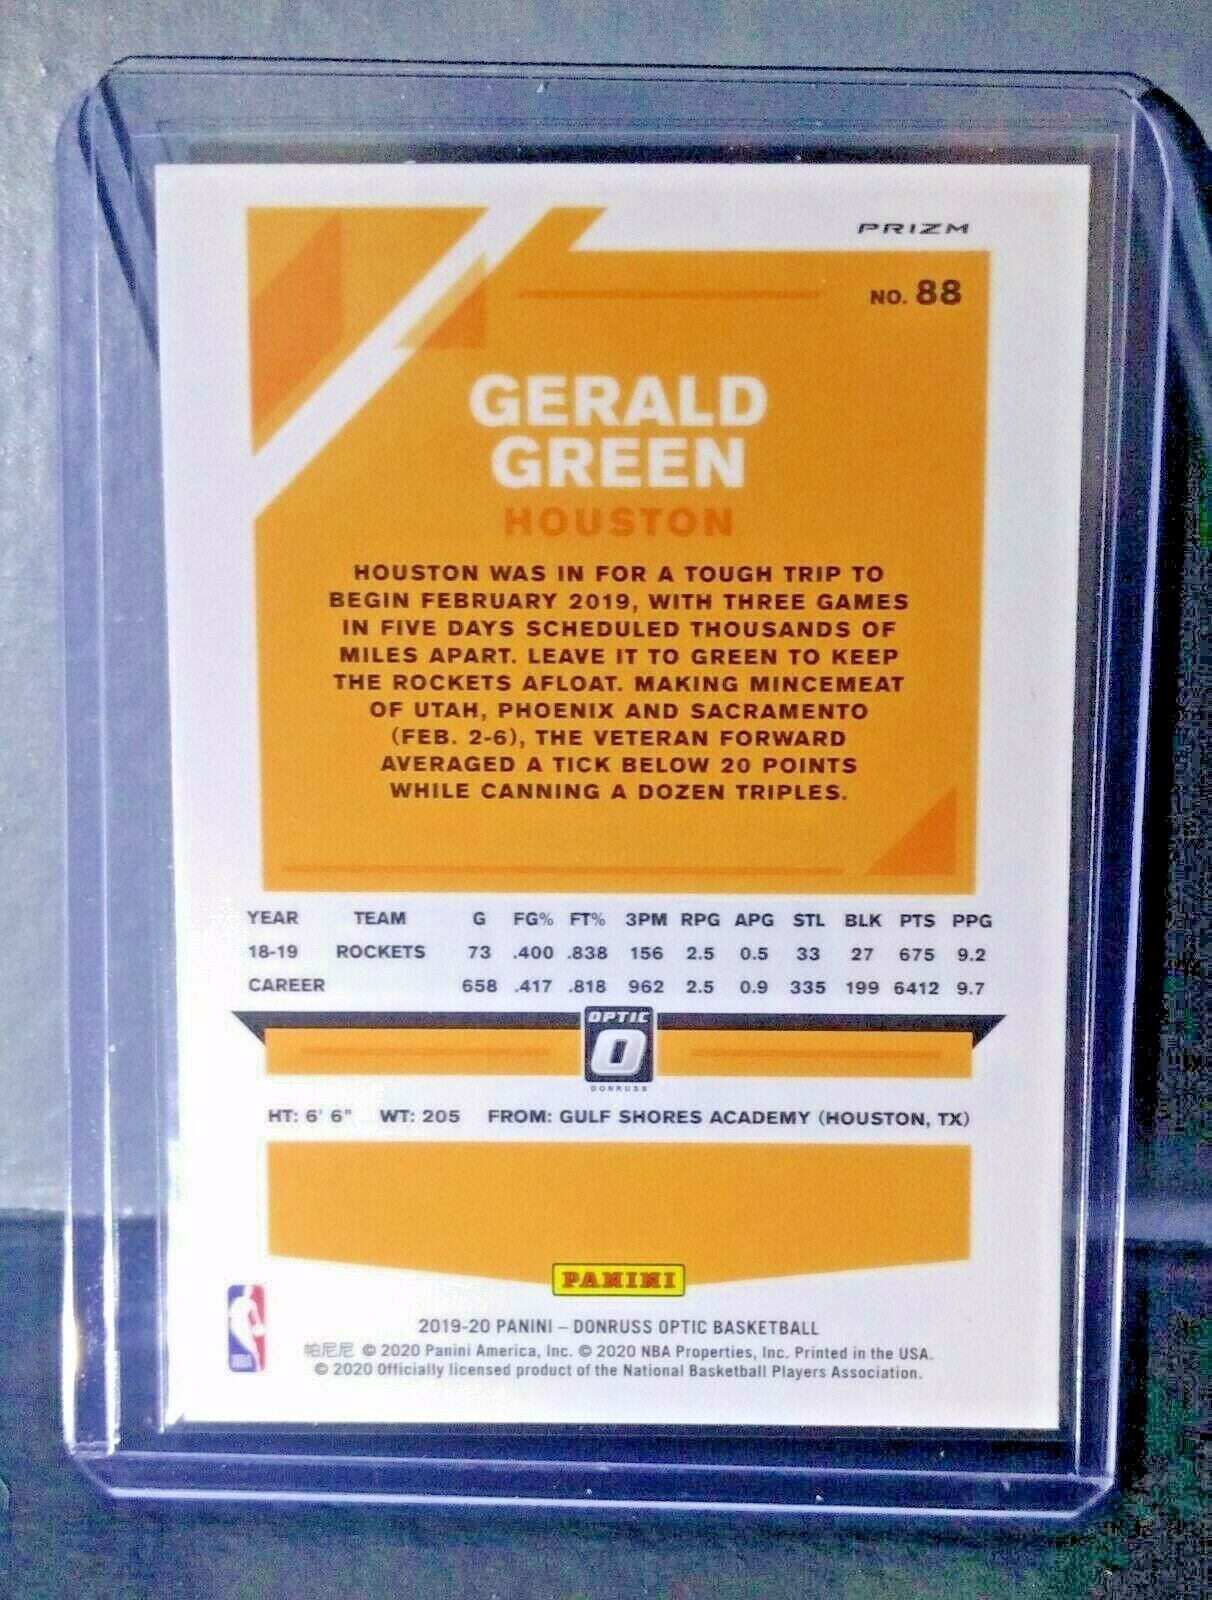 PRIZM
NO. 88
GERALD
GREEN
HOUSTON
HOUSTON WAS IN FOR A TOUGH TRIP TO
BEGIN FEBRUARY 2019, WITH THREE GAMES
IN FIVE DAYS SCHEDULED THOUSANDS OF
MILES APART. LEAVE IT TO GREEN TO KEEP
THE ROCKETS AFLOAT. MAKING MINCEMEAT
OF UTAH, PHOENIX AND SACRAMENTO
(FEB. 2-6), THE VETERAN FORWARD
AVERAGED A TICK BELOW 20 POINTS
WHILE CANNING A DOZEN TRIPLES.
YEAR TEAM G FG% FT% 3PM RPG APG STL BLK PTS PPG
18-19 ROCKETS 73 .400 .838 156 2.5 0.5 33 27 675 9.2
CAREER 658 .417 .818 962 2.5 0.9 335 199 6412 9.7
OPTIC
O
DONRUSS
HT: 6' 6" WT: 205 FROM: GULF SHORES ACADEMY (HOUSTON, TX)
PANINI
2019-20 PANINI – DONRUSS OPTIC BASKETBALL
帕尼尼 © 2020 Panini America, Inc. © 2020 NBA Properties, Inc. Printed in the USA.
© 2020 Officially licensed product of the National Basketball Players Association.
NBA